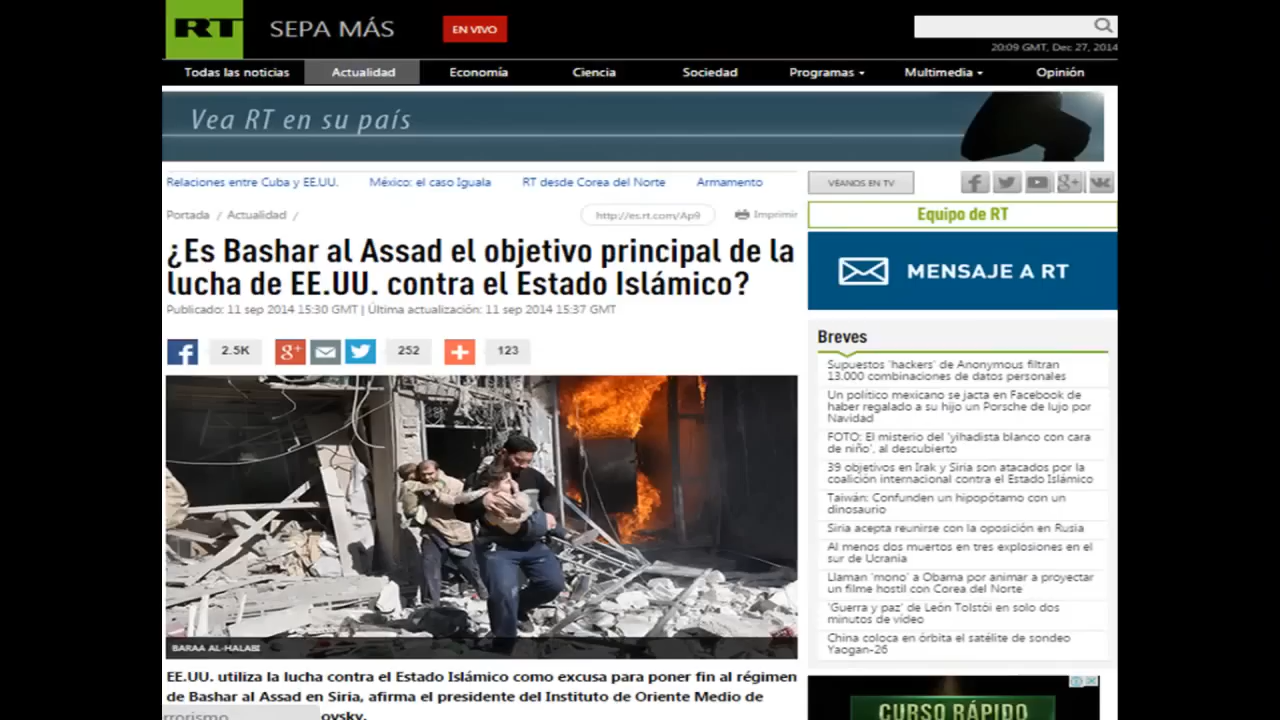 RT SEPA MÁS EN VIVO
20:09 GMT, Dec 27, 2014
Todas las noticias Actualidad Economía Ciencia Sociedad Programas Multimedia Opinión
Vea RT en su país
Relaciones entre Cuba y EE.UU. México: el caso Iguala RT desde Corea del Norte Armamento
Portada / Actualidad /
http://es.rt.com/Ap9 Imprimir
¿Es Bashar al Assad el objetivo principal de la
lucha de EE.UU. contra el Estado Islámico?
Publicado: 11 sep 2014 15:30 GMT | Última actualización: 11 sep 2014 15:37 GMT
2.5K 252 123
BARAA AL-HALABI
EE.UU. utiliza la lucha contra el Estado Islámico como excusa para poner fin al régimen
de Bashar al Assad en Siria, afirma el presidente del Instituto de Oriente Medio de
rrorismo ovsky.
VÉANOS EN TV
Equipo de RT
MENSAJE A RT
Breves
Supuestos 'hackers' de Anonymous filtran
13.000 combinaciones de datos personales
Un político mexicano se jacta en Facebook de
haber regalado a su hijo un Porsche de lujo por
Navidad
FOTO: El misterio del 'yihadista blanco con cara
de niño', al descubierto
39 objetivos en Irak y Siria son atacados por la
coalición internacional contra el Estado Islámico
Taiwán: Confunden un hipopótamo con un
dinosaurio
Siria acepta reunirse con la oposición en Rusia
Al menos dos muertos en tres explosiones en el
sur de Ucrania
Llaman 'mono' a Obama por animar a proyectar
un filme hostil con Corea del Norte
'Guerra y paz' de León Tolstói en solo dos
minutos de video
China coloca en órbita el satélite de sondeo
Yaogan-26
CURSO RÁPIDO